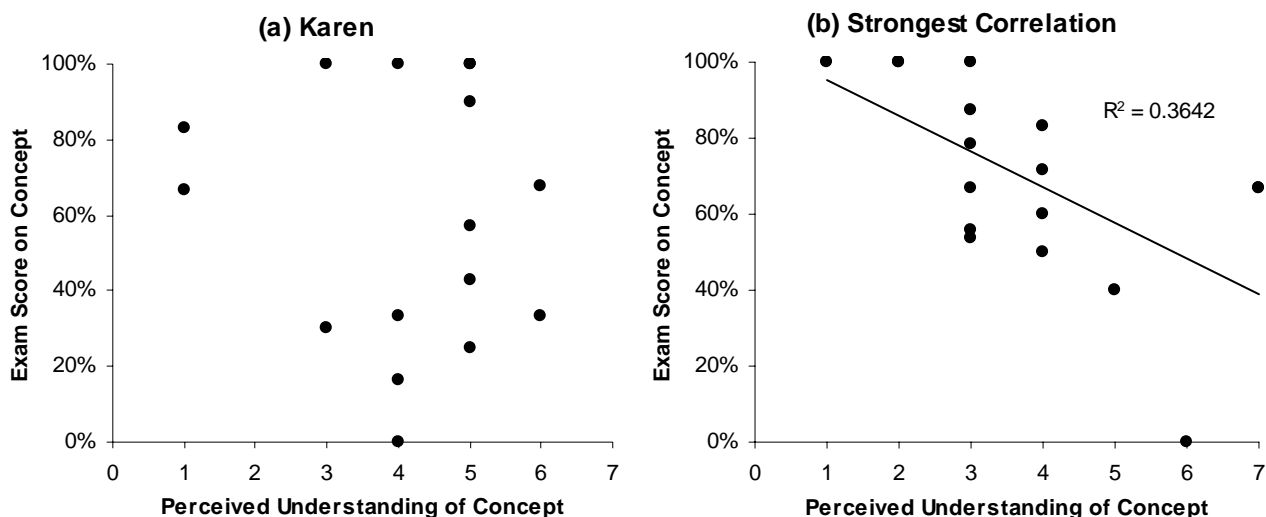 (a) Karen
100%
80%
60%
40%
20%
0%
0 1 2 3 4 5 6 7
Exam Score on Concept
Perceived Understanding of Concept
(b) Strongest Correlation
R² = 0.3642
100%
80%
60%
40%
20%
0%
0 1 2 3 4 5 6 7
Exam Score on Concept
Perceived Understanding of Concept